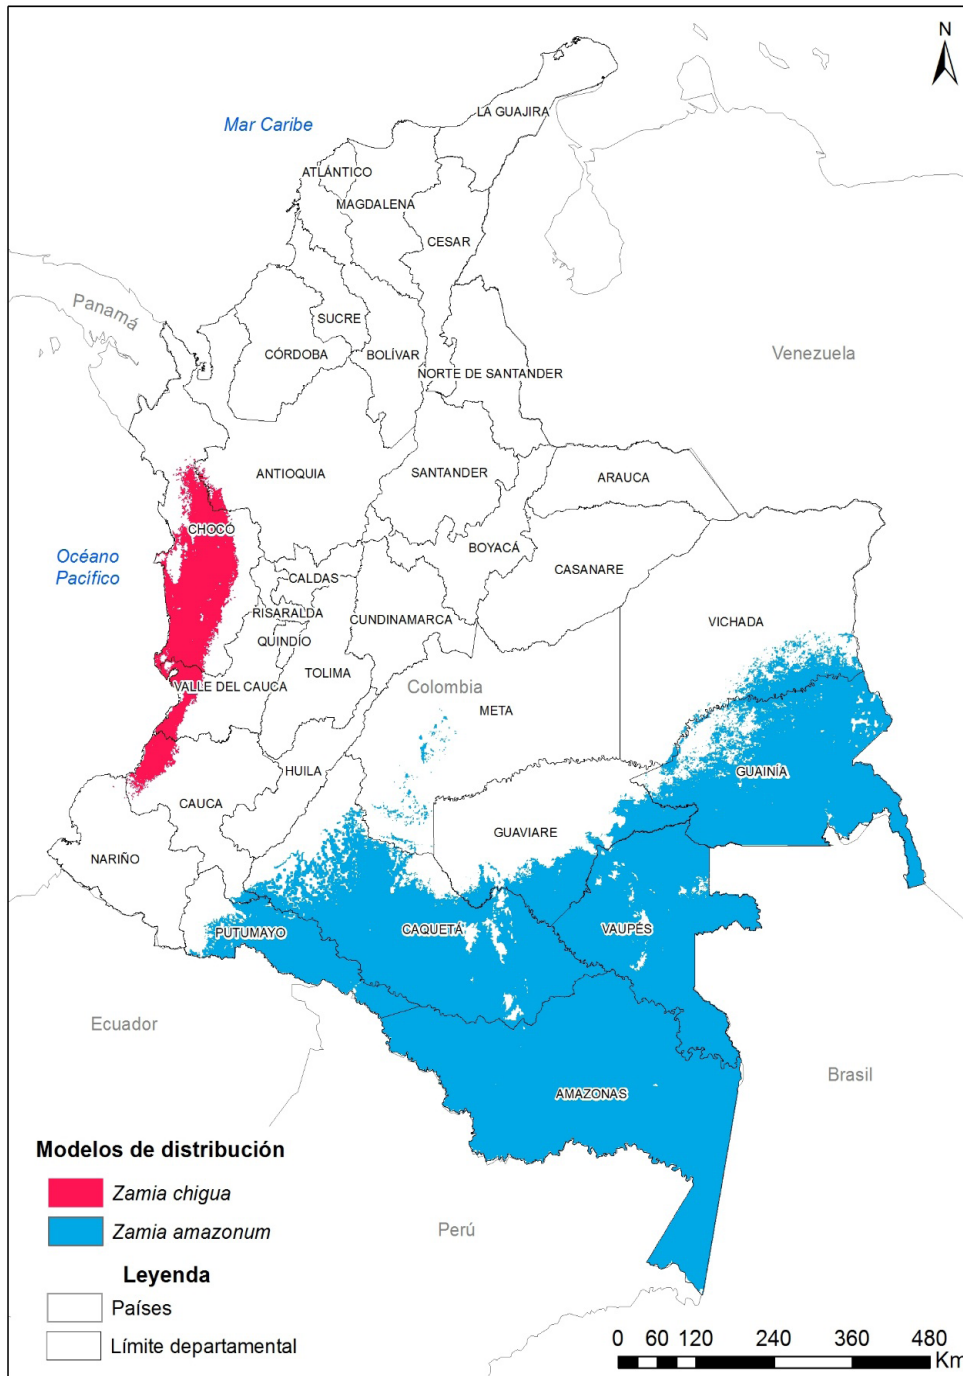 N
LA GUAJIRA
Mar Caribe
ATLÁNTICO
MAGDALENA
CESAR
Panamá
SUCRE
CÓRDOBA
BOLÍVAR
Venezuela
NORTE DE SANTANDER
ANTIOQUIA
SANTANDER
ARAUCA
CHOCO
Océano
Pacífico
BOYACÁ
CASANARE
CALDAS
RISARALDA
CUNDINAMARCA
VICHADA
QUINDÍO
TOLIMA
VALLE DEL CAUCA
Colombia
META
HUILA
GUAINÍA
CAUCA
GUAVIARE
NARIÑO
PUTUMAYO
CAQUETÁ
VAUPÉS
Ecuador
Brasil
AMAZONAS
Modelos de distribución
Zamia chigua
Zamia amazonum
Perú
Leyenda
Países
Límite departamental
0 60 120 240 360 480
Km